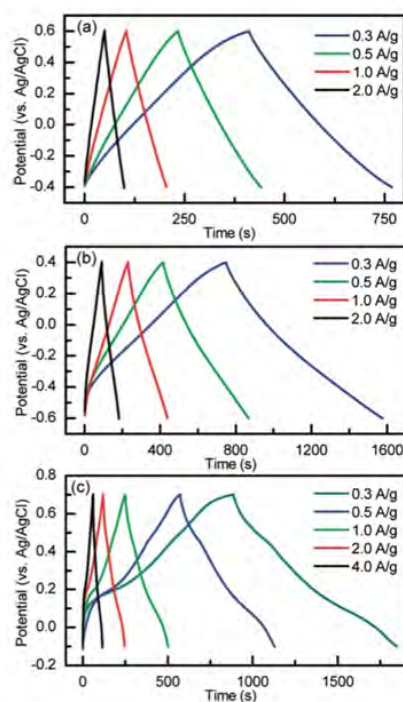 (a)
0.3 A/g
0.5 A/g
1.0 A/g
2.0 A/g
Potential (vs. Ag/AgCl)
0.6
0.4
0.2
0.0
-0.2
-0.4
0 250 500 750
Time (s)
(b)
0.3 A/g
0.5 A/g
1.0 A/g
2.0 A/g
Potential (vs. Ag/AgCl)
0.4
0.2
0.0
-0.2
-0.4
-0.6
0 400 800 1200 1600
Time (s)
(c)
0.3 A/g
0.5 A/g
1.0 A/g
2.0 A/g
4.0 A/g
Potential (vs. Ag/AgCl)
0.8
0.6
0.4
0.2
0.0
-0.2
0 500 1000 1500
Time (s)